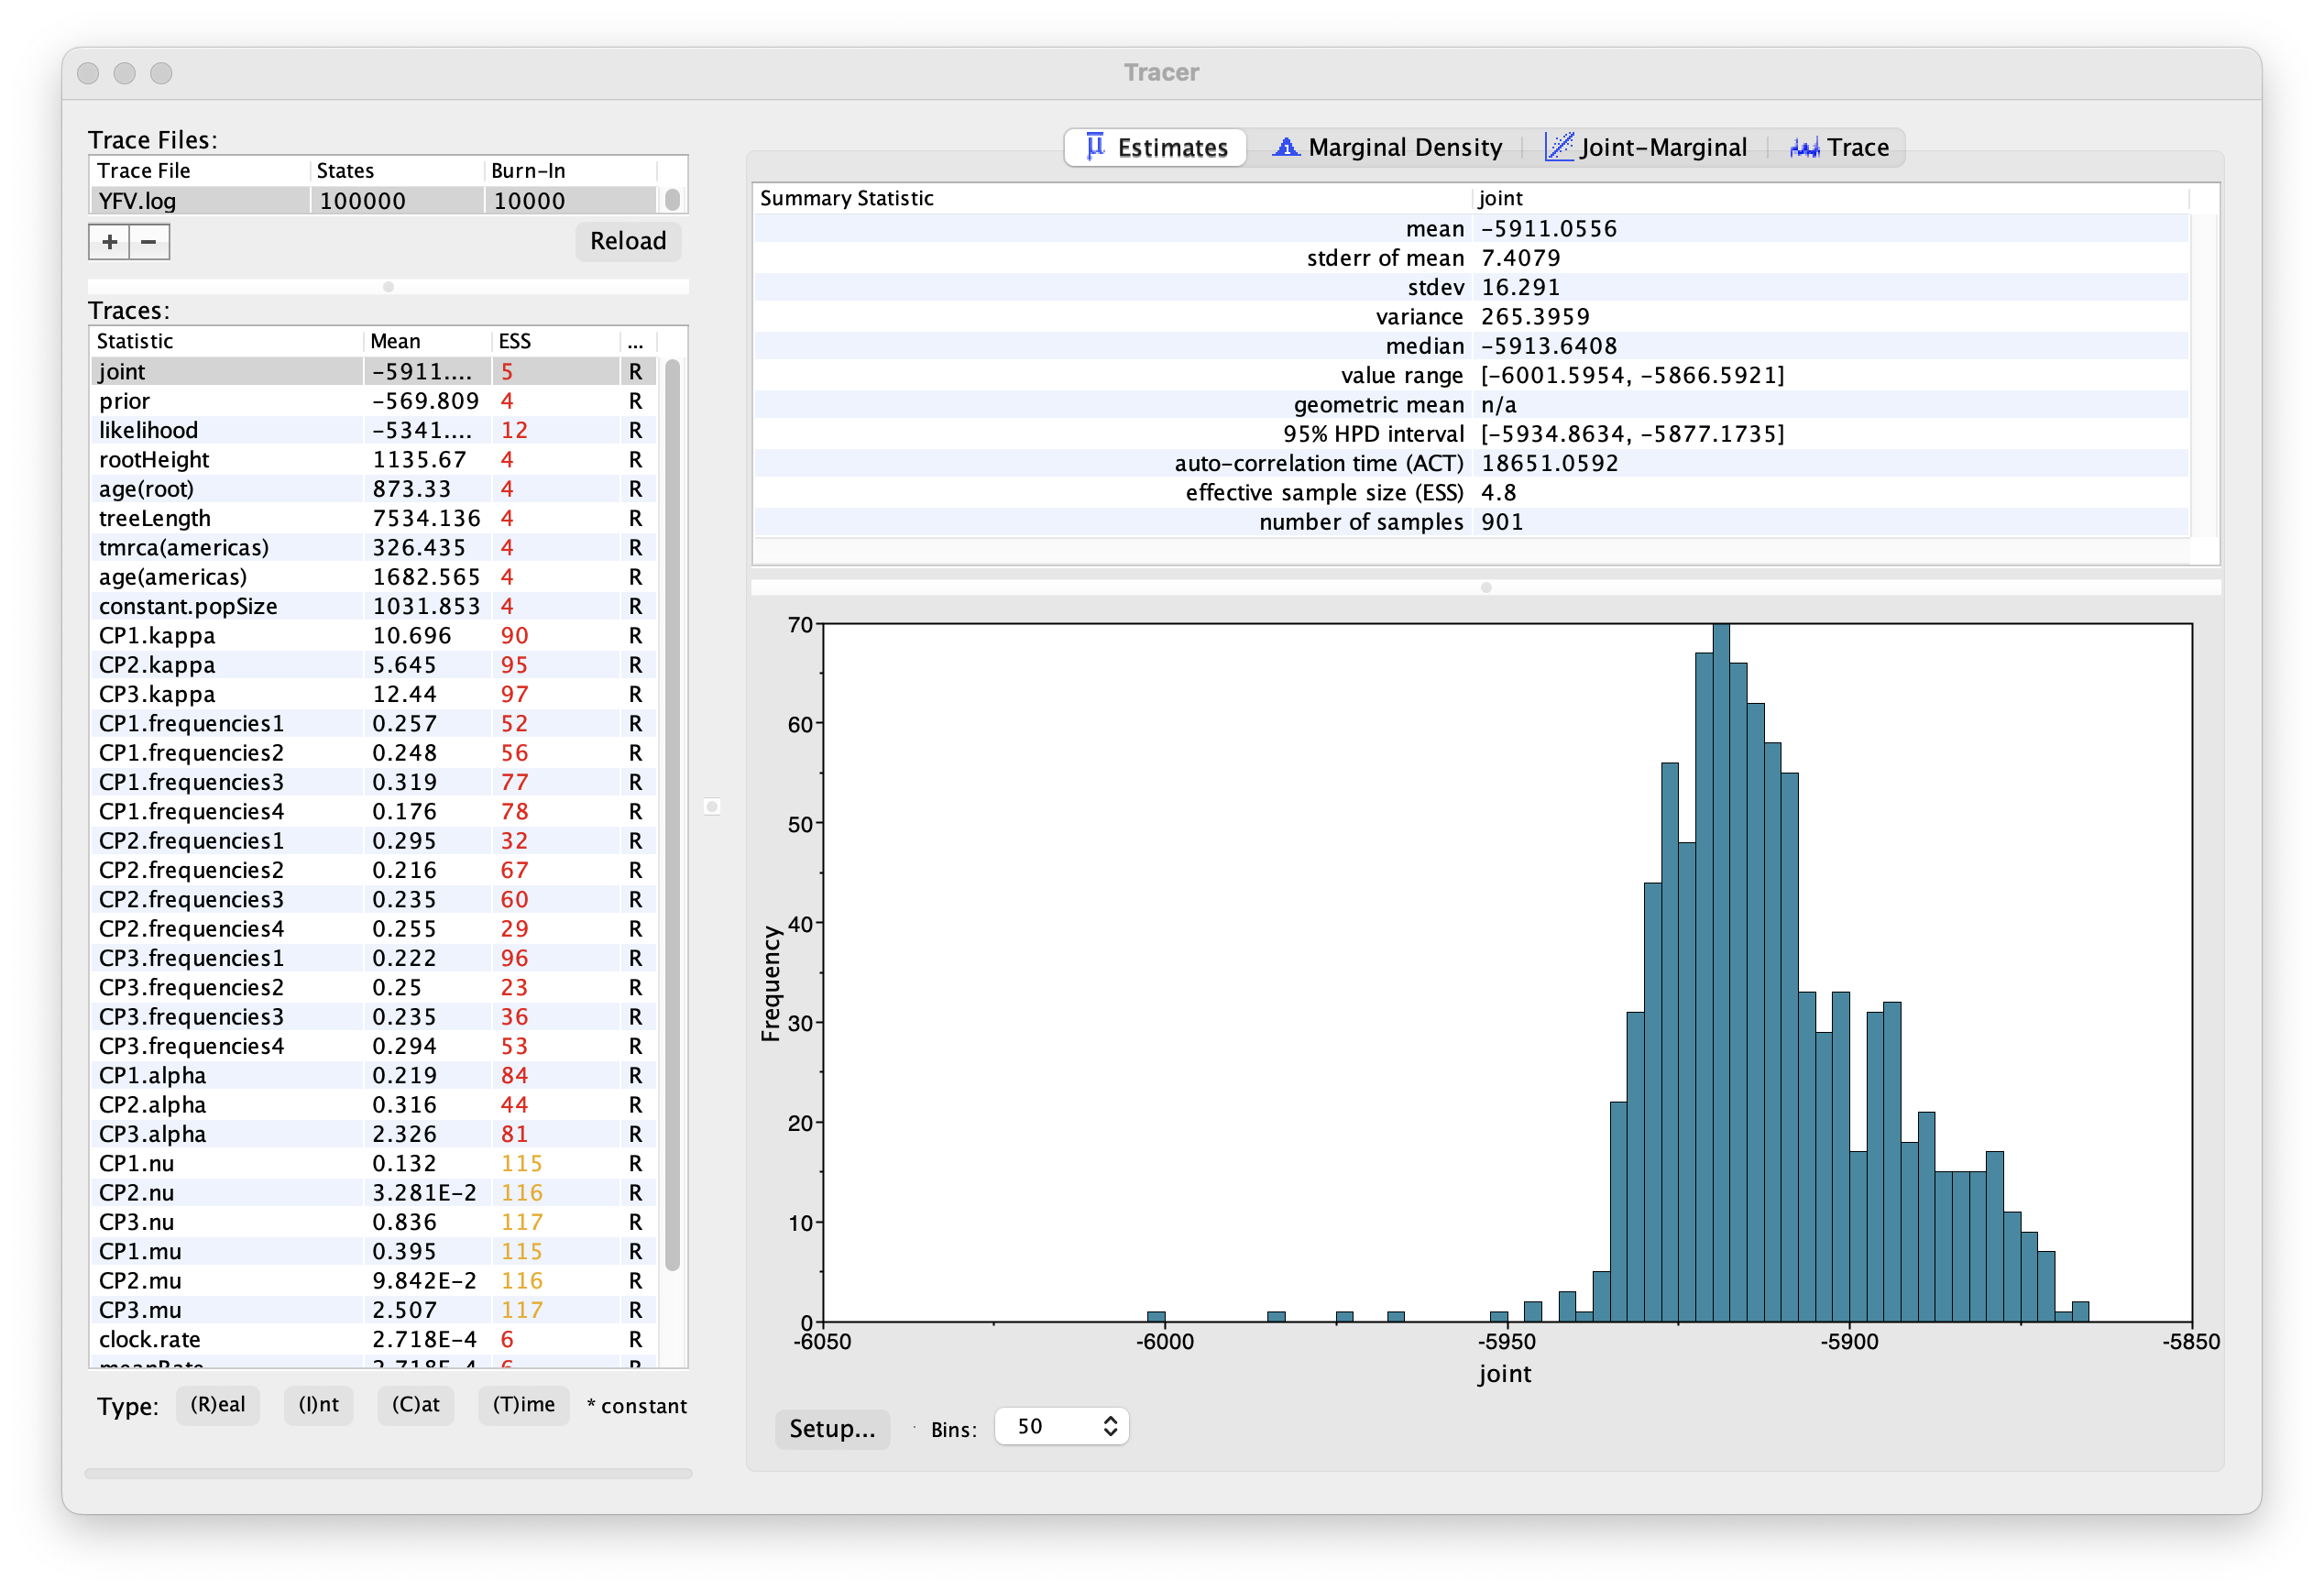 Tracer
Trace Files:
Trace File States Burn-In
YFV.log 100000 10000
+ − Reload
Traces:
Statistic Mean ESS ...
joint −5911.... 5 R
prior −569.809 4 R
likelihood −5341.... 12 R
rootHeight 1135.67 4 R
age(root) 873.33 4 R
treeLength 7534.136 4 R
tmrca(americas) 326.435 4 R
age(americas) 1682.565 4 R
constant.popSize 1031.853 4 R
CP1.kappa 10.696 90 R
CP2.kappa 5.645 95 R
CP3.kappa 12.44 97 R
CP1.frequencies1 0.257 52 R
CP1.frequencies2 0.248 56 R
CP1.frequencies3 0.319 77 R
CP1.frequencies4 0.176 78 R
CP2.frequencies1 0.295 32 R
CP2.frequencies2 0.216 67 R
CP2.frequencies3 0.235 60 R
CP2.frequencies4 0.255 29 R
CP3.frequencies1 0.222 96 R
CP3.frequencies2 0.25 23 R
CP3.frequencies3 0.235 36 R
CP3.frequencies4 0.294 53 R
CP1.alpha 0.219 84 R
CP2.alpha 0.316 44 R
CP3.alpha 2.326 81 R
CP1.nu 0.132 115 R
CP2.nu 3.281E-2 116 R
CP3.nu 0.836 117 R
CP1.mu 0.395 115 R
CP2.mu 9.842E-2 116 R
CP3.mu 2.507 117 R
clock.rate 2.718E-4 6 R
meanRate 2.718E-4 6 R
Type: (R)eal (I)nt (C)at (T)ime * constant
Estimates Marginal Density Joint-Marginal Trace
Summary Statistic joint
mean −5911.0556
stderr of mean 7.4079
stdev 16.291
variance 265.3959
median −5913.6408
value range [−6001.5954, −5866.5921]
geometric mean n/a
95% HPD interval [−5934.8634, −5877.1735]
auto-correlation time (ACT) 18651.0592
effective sample size (ESS) 4.8
number of samples 901
70
60
50
40
30
20
10
0
Frequency
-6050 -6000 -5950 -5900 -5850
joint
Setup... Bins: 50